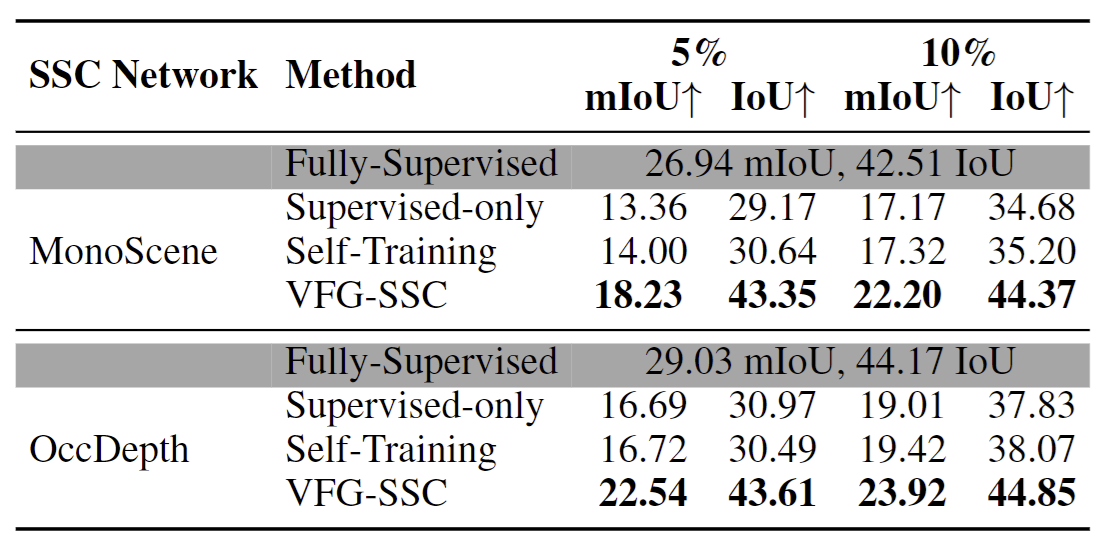 SSC Network Method 5% 10%
mIoU↑ IoU↑ mIoU↑ IoU↑
Fully-Supervised 26.94 mIoU, 42.51 IoU
Supervised-only 13.36 29.17 17.17 34.68
MonoScene Self-Training 14.00 30.64 17.32 35.20
VFG-SSC 18.23 43.35 22.20 44.37
Fully-Supervised 29.03 mIoU, 44.17 IoU
Supervised-only 16.69 30.97 19.01 37.83
OccDepth Self-Training 16.72 30.49 19.42 38.07
VFG-SSC 22.54 43.61 23.92 44.85